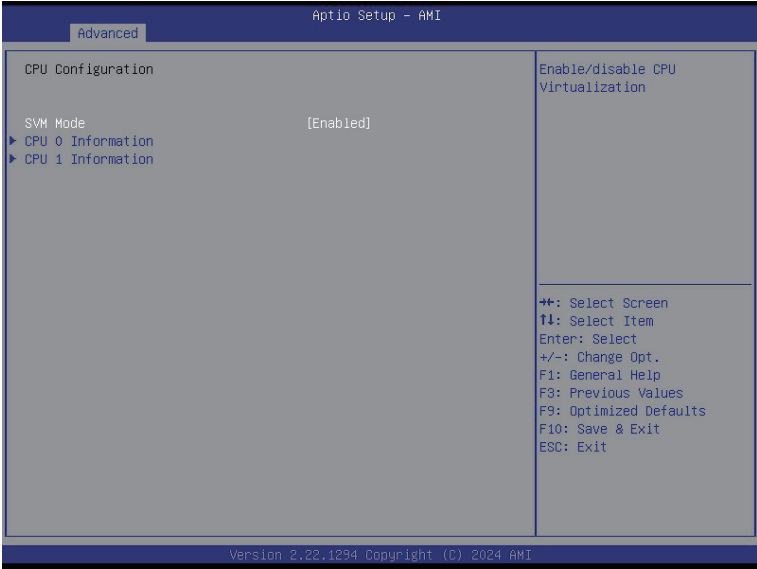 Aptio Setup – AMI
Advanced
CPU Configuration
SVM Mode [Enabled]
CPU 0 Information
CPU 1 Information
Enable/disable CPU
Virtualization
→←: Select Screen
↑↓: Select Item
Enter: Select
+/-: Change Opt.
F1: General Help
F3: Previous Values
F9: Optimized Defaults
F10: Save & Exit
ESC: Exit
Version 2.22.1294 Copyright (C) 2024 AMI